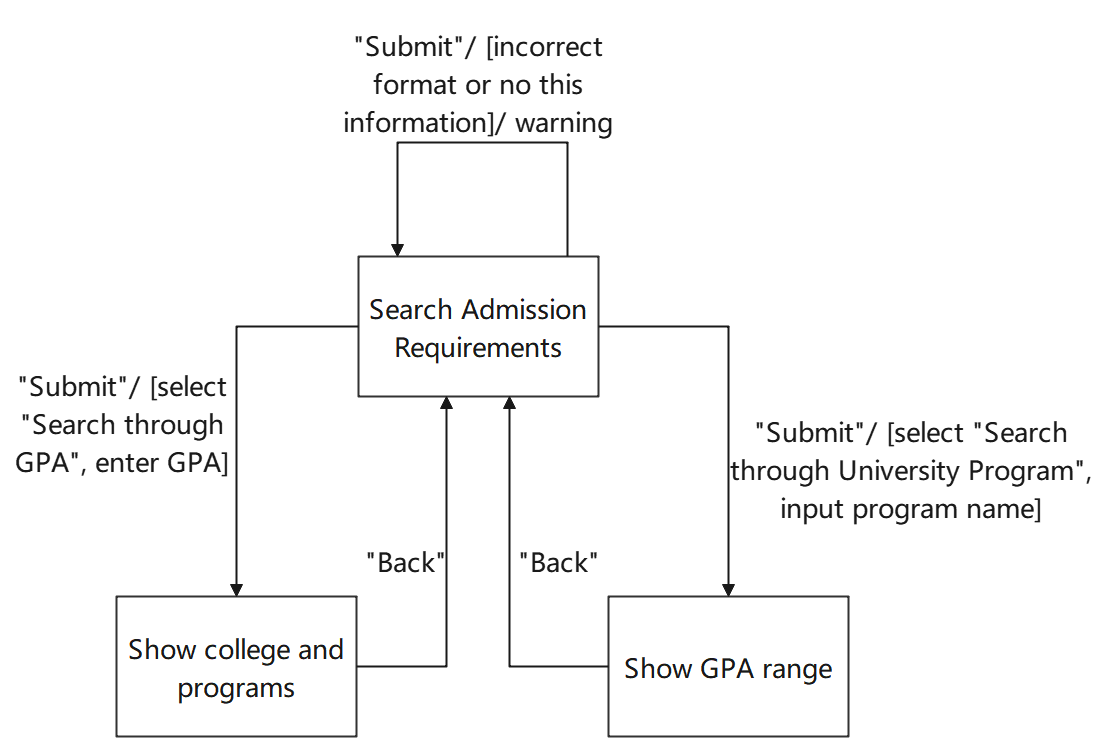 "Submit"/ [incorrect
format or no this
information]/ warning
Search Admission
Requirements
"Submit"/ [select
"Search through
GPA", enter GPA]
"Submit"/ [select "Search
through University Program",
input program name]
"Back"
"Back"
Show college and
programs
Show GPA range